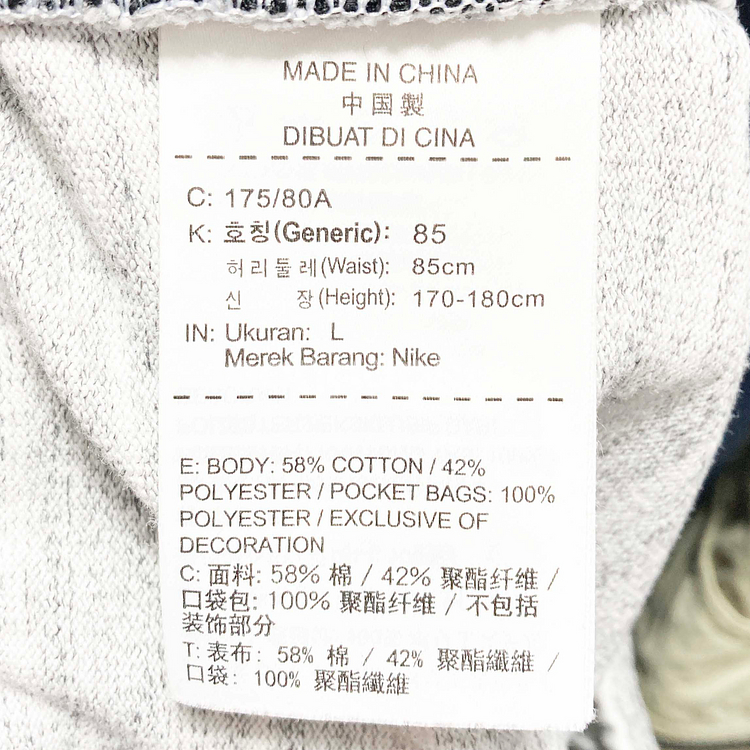 MADE IN CHINA
中国製
DIBUAT DI CINA
C: 175/80A
K: 호칭(Generic): 85
허리둘레(Waist): 85cm
신 장(Height): 170-180cm
IN: Ukuran: L
Merek Barang: Nike
E: BODY: 58% COTTON / 42%
POLYESTER / POCKET BAGS: 100%
POLYESTER / EXCLUSIVE OF
DECORATION
C: 面料: 58% 棉 / 42% 聚酯纤维 /
口袋包: 100% 聚酯纤维 / 不包括
装饰部分
T: 表布: 58% 棉 / 42% 聚酯纖維 /
口袋: 100% 聚酯纖維